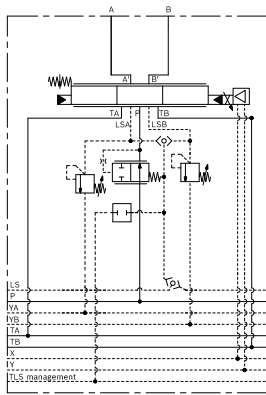 A B
A' B'
TA P TB
LSA LSB
LS
P
YA
YB
TA
TB
X
Y
TLS management